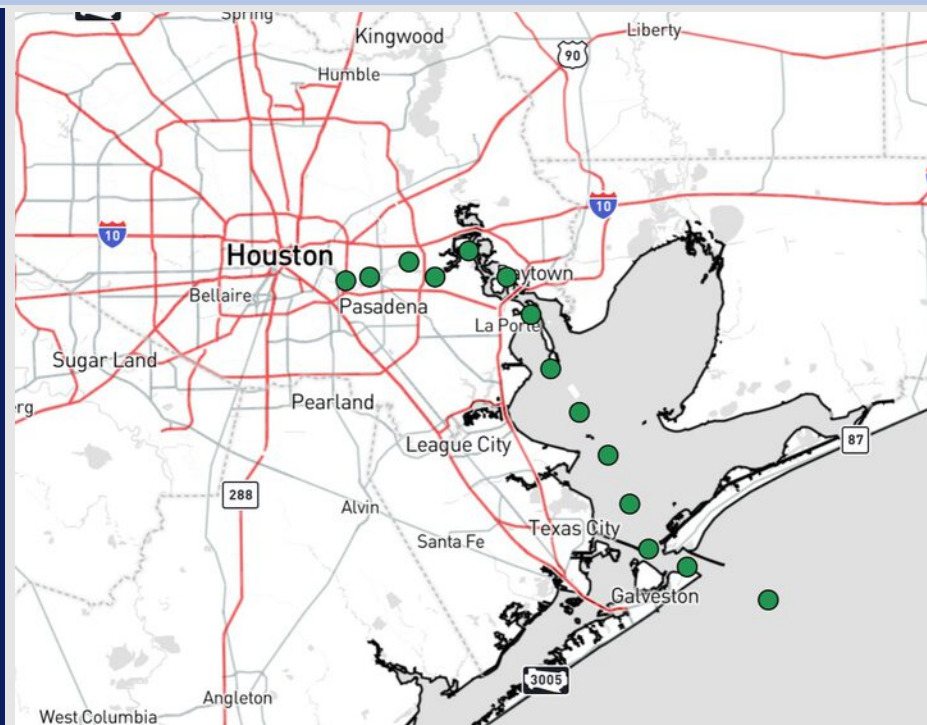 Spring
Kingwood
Liberty
90
Humble
10
10
Houston
Baytown
Bellaire
Pasadena
La Porte
Sugar Land
Pearland
League City
87
288
Alvin
Texas City
Santa Fe
Galveston
3005
Angleton
West Columbia